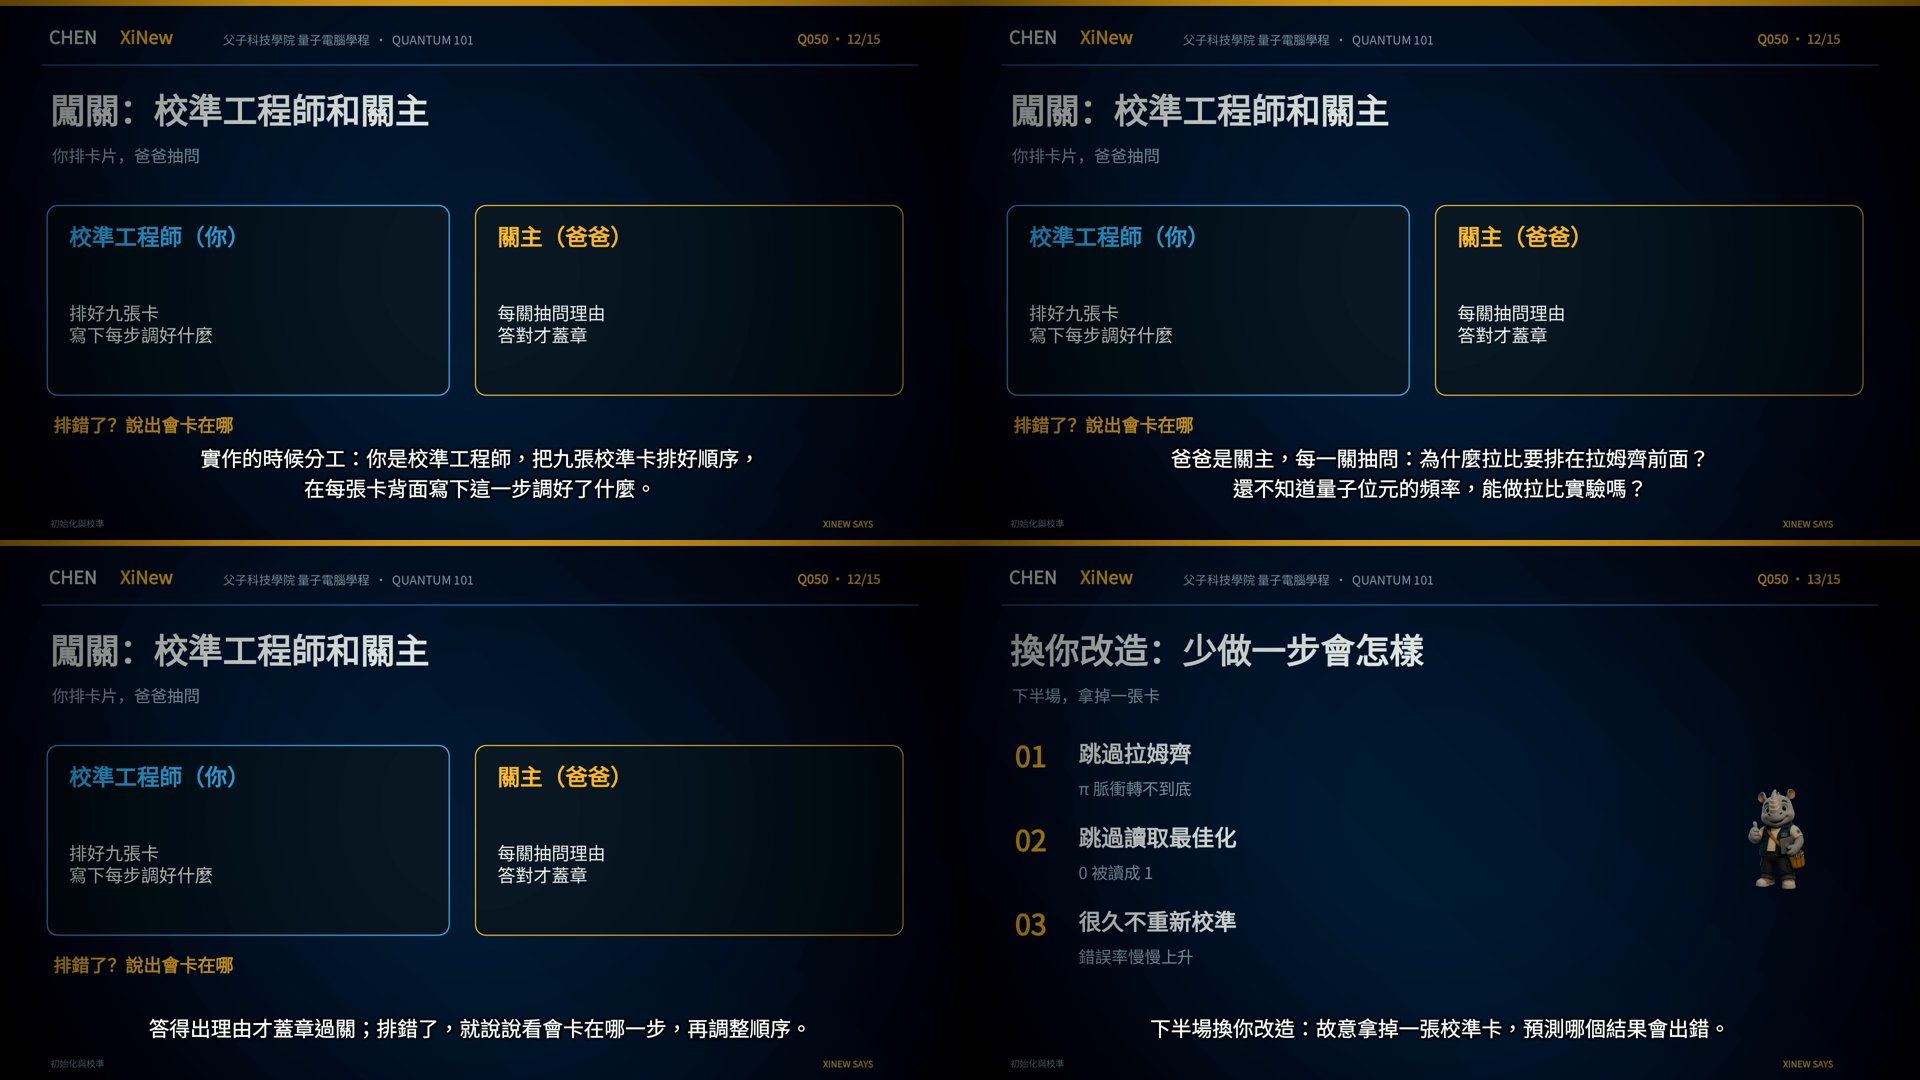 CHEN XiNew 父子科技學院 量子電腦學程 · QUANTUM 101 Q050 · 12/15
闖關：校準工程師和關主
你排卡片，爸爸抽問
校準工程師（你）
排好九張卡
寫下每步調好什麼
關主（爸爸）
每關抽問理由
答對才蓋章
排錯了？說出會卡在哪
實作的時候分工：你是校準工程師，把九張校準卡排好順序，
在每張卡背面寫下這一步調好了什麼。
初始化與校準 XINEW SAYS
CHEN XiNew 父子科技學院 量子電腦學程 · QUANTUM 101 Q050 · 12/15
闖關：校準工程師和關主
你排卡片，爸爸抽問
校準工程師（你）
排好九張卡
寫下每步調好什麼
關主（爸爸）
每關抽問理由
答對才蓋章
排錯了？說出會卡在哪
爸爸是關主，每一關抽問：為什麼拉比要排在拉姆齊前面？
還不知道量子位元的頻率，能做拉比實驗嗎？
初始化與校準 XINEW SAYS
CHEN XiNew 父子科技學院 量子電腦學程 · QUANTUM 101 Q050 · 12/15
闖關：校準工程師和關主
你排卡片，爸爸抽問
校準工程師（你）
排好九張卡
寫下每步調好什麼
關主（爸爸）
每關抽問理由
答對才蓋章
排錯了？說出會卡在哪
答得出理由才蓋章過關；排錯了，就說說看會卡在哪一步，再調整順序。
初始化與校準 XINEW SAYS
CHEN XiNew 父子科技學院 量子電腦學程 · QUANTUM 101 Q050 · 13/15
換你改造：少做一步會怎樣
下半場，拿掉一張卡
01 跳過拉姆齊
π 脈衝轉不到底
02 跳過讀取最佳化
0 被讀成 1
03 很久不重新校準
錯誤率慢慢上升
下半場換你改造：故意拿掉一張校準卡，預測哪個結果會出錯。
初始化與校準 XINEW SAYS